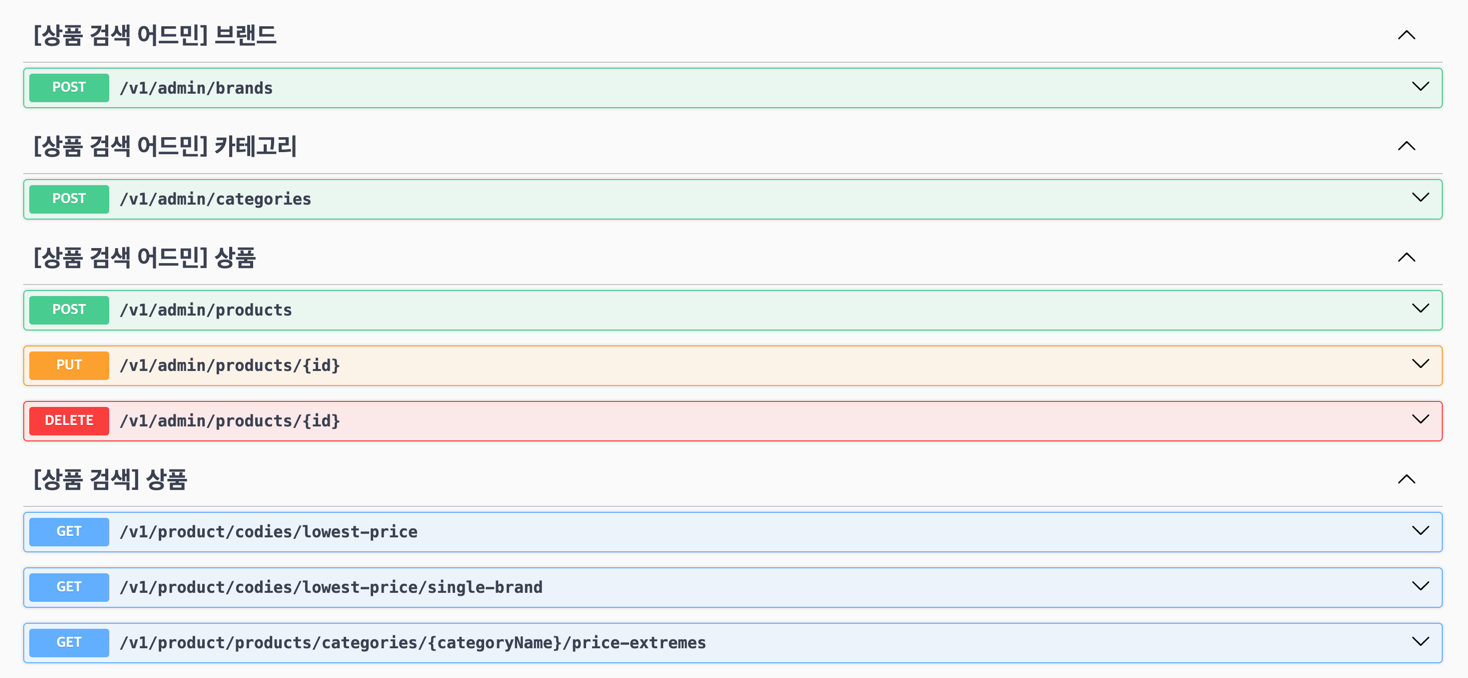 [상품 검색 어드민] 브랜드
POST /v1/admin/brands
[상품 검색 어드민] 카테고리
POST /v1/admin/categories
[상품 검색 어드민] 상품
POST /v1/admin/products
PUT /v1/admin/products/{id}
DELETE /v1/admin/products/{id}
[상품 검색] 상품
GET /v1/product/codies/lowest-price
GET /v1/product/codies/lowest-price/single-brand
GET /v1/product/products/categories/{categoryName}/price-extremes